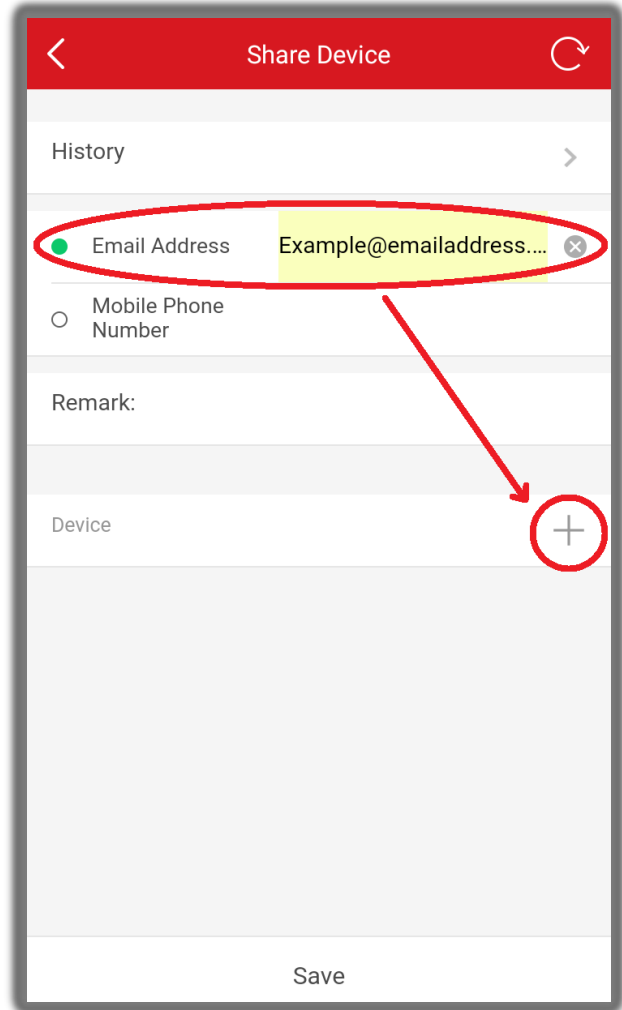 Share Device
History
Email Address Example@emailaddress....
Mobile Phone
Number
Remark:
Device
Save